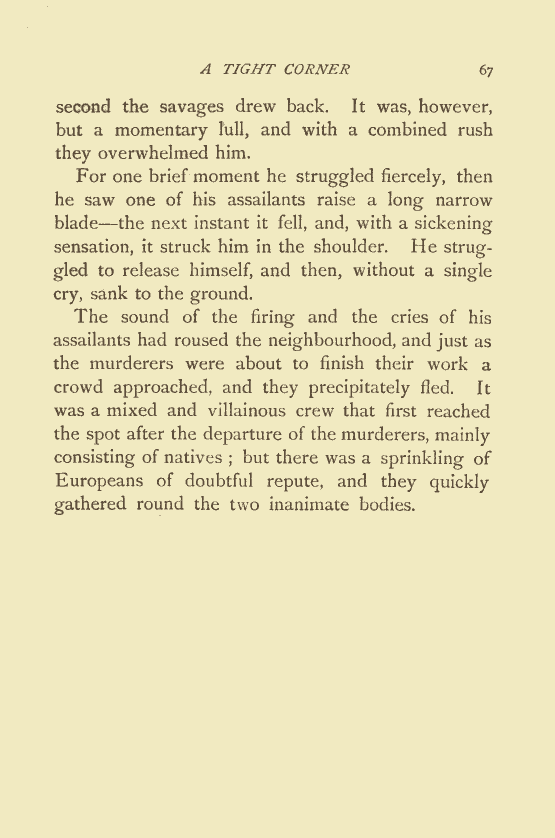 A TIGHT CORNER 67
second the savages drew back. It was, however,
but a momentary lull, and with a combined rush
they overwhelmed him.
For one brief moment he struggled fiercely, then
he saw one of his assailants raise a long narrow
blade—the next instant it fell, and, with a sickening
sensation, it struck him in the shoulder. He strug-
gled to release himself, and then, without a single
cry, sank to the ground.
The sound of the firing and the cries of his
assailants had roused the neighbourhood, and just as
the murderers were about to finish their work a
crowd approached, and they precipitately fled. It
was a mixed and villainous crew that first reached
the spot after the departure of the murderers, mainly
consisting of natives ; but there was a sprinkling of
Europeans of doubtful repute, and they quickly
gathered round the two inanimate bodies.